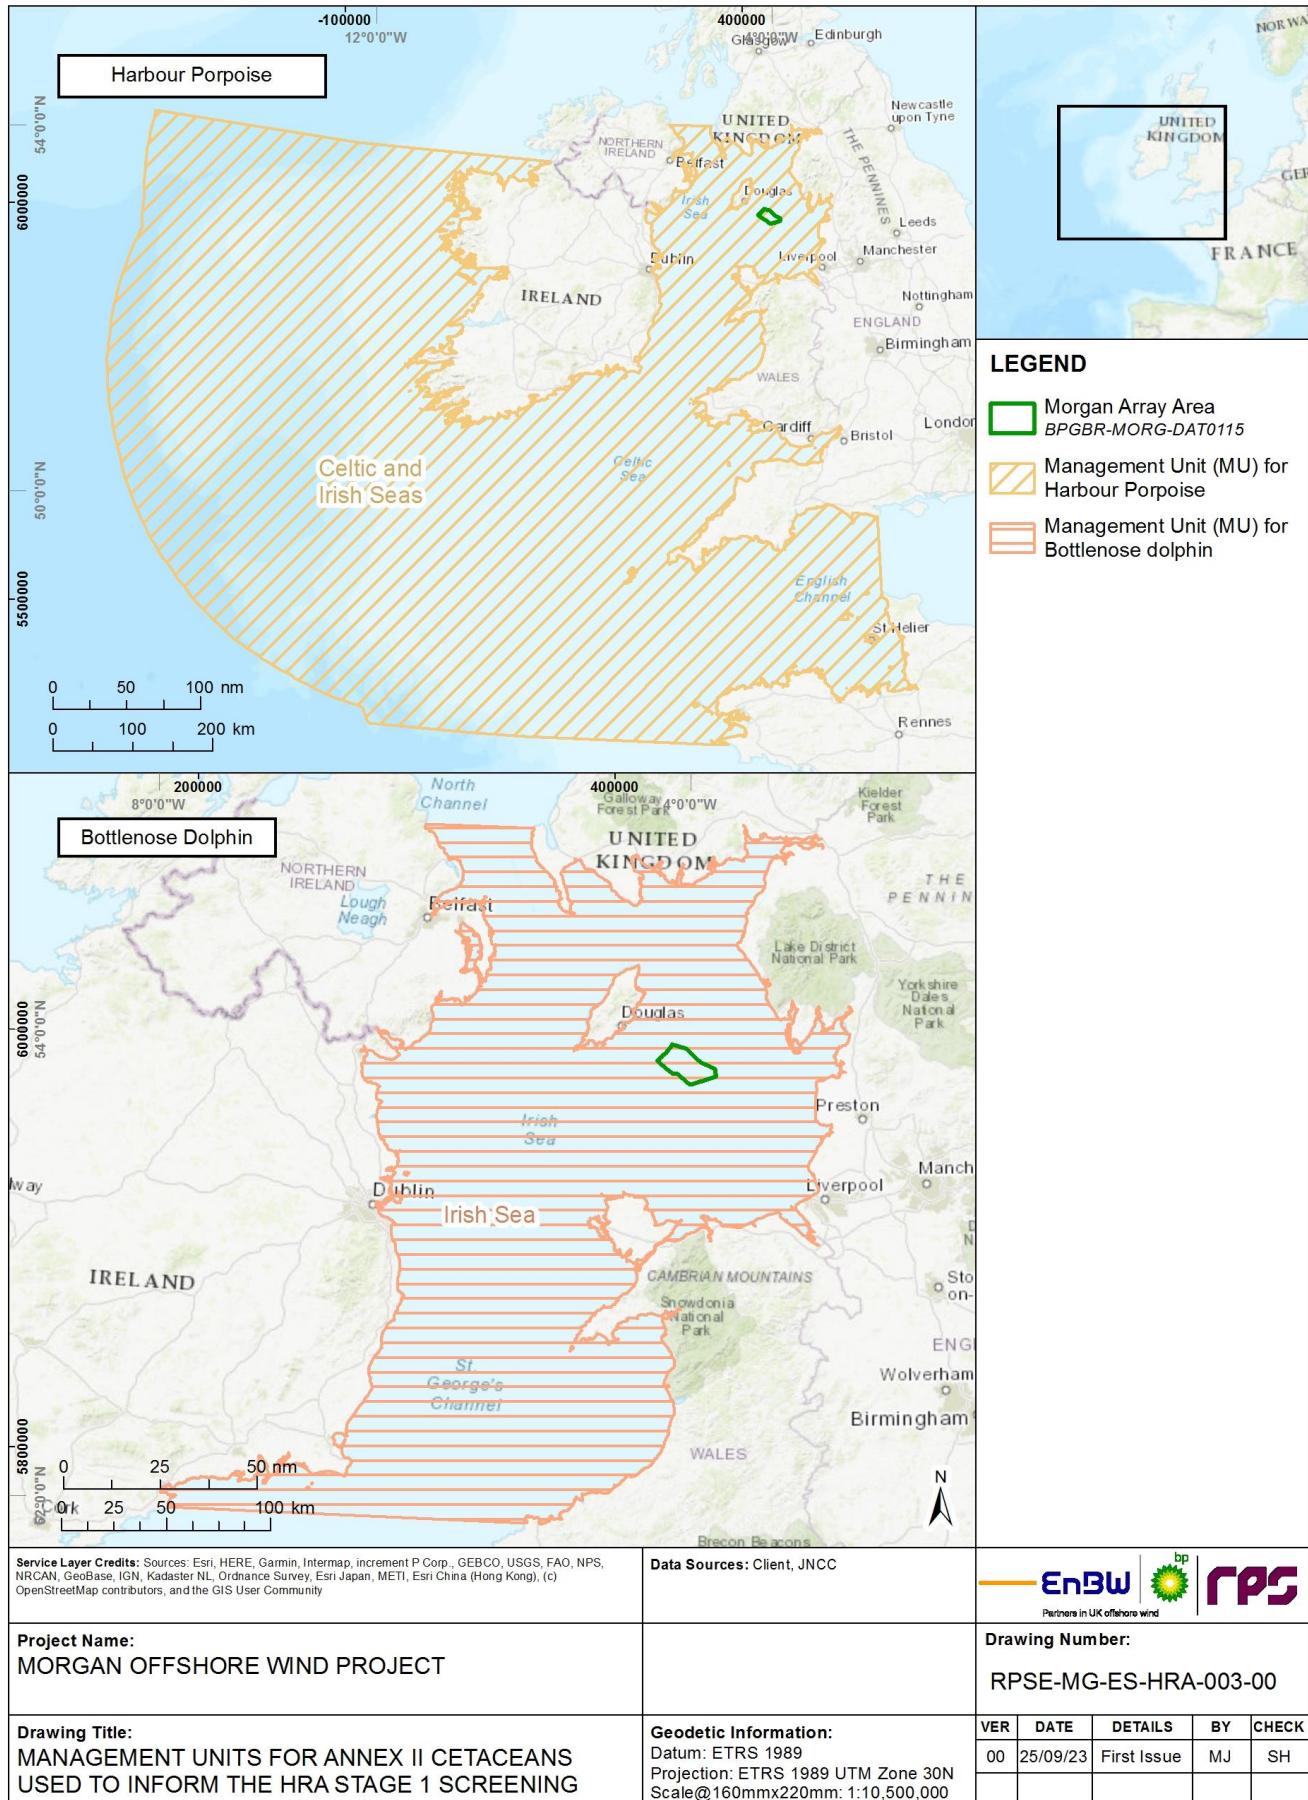 -100000
400000
12°0'0"W
4°0'0"W
Harbour Porpoise
Glasgow
Edinburgh
54°0'0"N
6000000
50°0'0"N
5500000
Newcastle
upon Tyne
UNITED
KINGDOM
NORTHERN
IRELAND
Belfast
THE PENNINES
Douglas
Irish
Sea
Leeds
Dublin
Liverpool
Manchester
IRELAND
Nottingham
ENGLAND
Birmingham
WALES
Cardiff
Bristol
London
Celtic and
Irish Seas
Celtic
Sea
English
Channel
St Helier
Rennes
0 50 100 nm
0 100 200 km
NORWA
UNITED
KINGDOM
GER
FRANCE
LEGEND
Morgan Array Area
BPGBR-MORG-DAT0115
Management Unit (MU) for
Harbour Porpoise
Management Unit (MU) for
Bottlenose dolphin
200000
400000
8°0'0"W
4°0'0"W
Bottlenose Dolphin
North
Channel
Galloway
Forest Park
Kielder
Forest
Park
UNITED
KINGDOM
NORTHERN
IRELAND
Lough
Neagh
Belfast
THE
PENNIN
Lake District
National Park
Yorkshire
Dales
National
Park
Douglas
6000000
54°0'0"N
Preston
Irish
Sea
lway
Dublin
Irish Sea
Liverpool
Manch
IRELAND
CAMBRIAN MOUNTAINS
Snowdonia
National
Park
Sto
on-
ENGI
St.
George's
Channel
Wolverham
Birmingham
WALES
5800000
52°0'0"N
Cork
0 25 50 nm
0 25 50 100 km
N
Brecon Beacons
Service Layer Credits: Sources: Esri, HERE, Garmin, Intermap, increment P Corp., GEBCO, USGS, FAO, NPS,
NRCAN, GeoBase, IGN, Kadaster NL, Ordnance Survey, Esri Japan, METI, Esri China (Hong Kong), (c)
OpenStreetMap contributors, and the GIS User Community
Data Sources: Client, JNCC
EnBW
bp
rps
Partners in UK offshore wind
Project Name:
MORGAN OFFSHORE WIND PROJECT
Drawing Number:
RPSE-MG-ES-HRA-003-00
Drawing Title:
MANAGEMENT UNITS FOR ANNEX II CETACEANS
USED TO INFORM THE HRA STAGE 1 SCREENING
Geodetic Information:
Datum: ETRS 1989
Projection: ETRS 1989 UTM Zone 30N
Scale@160mmx220mm: 1:10,500,000
VER DATE DETAILS BY CHECK
00 25/09/23 First Issue MJ SH